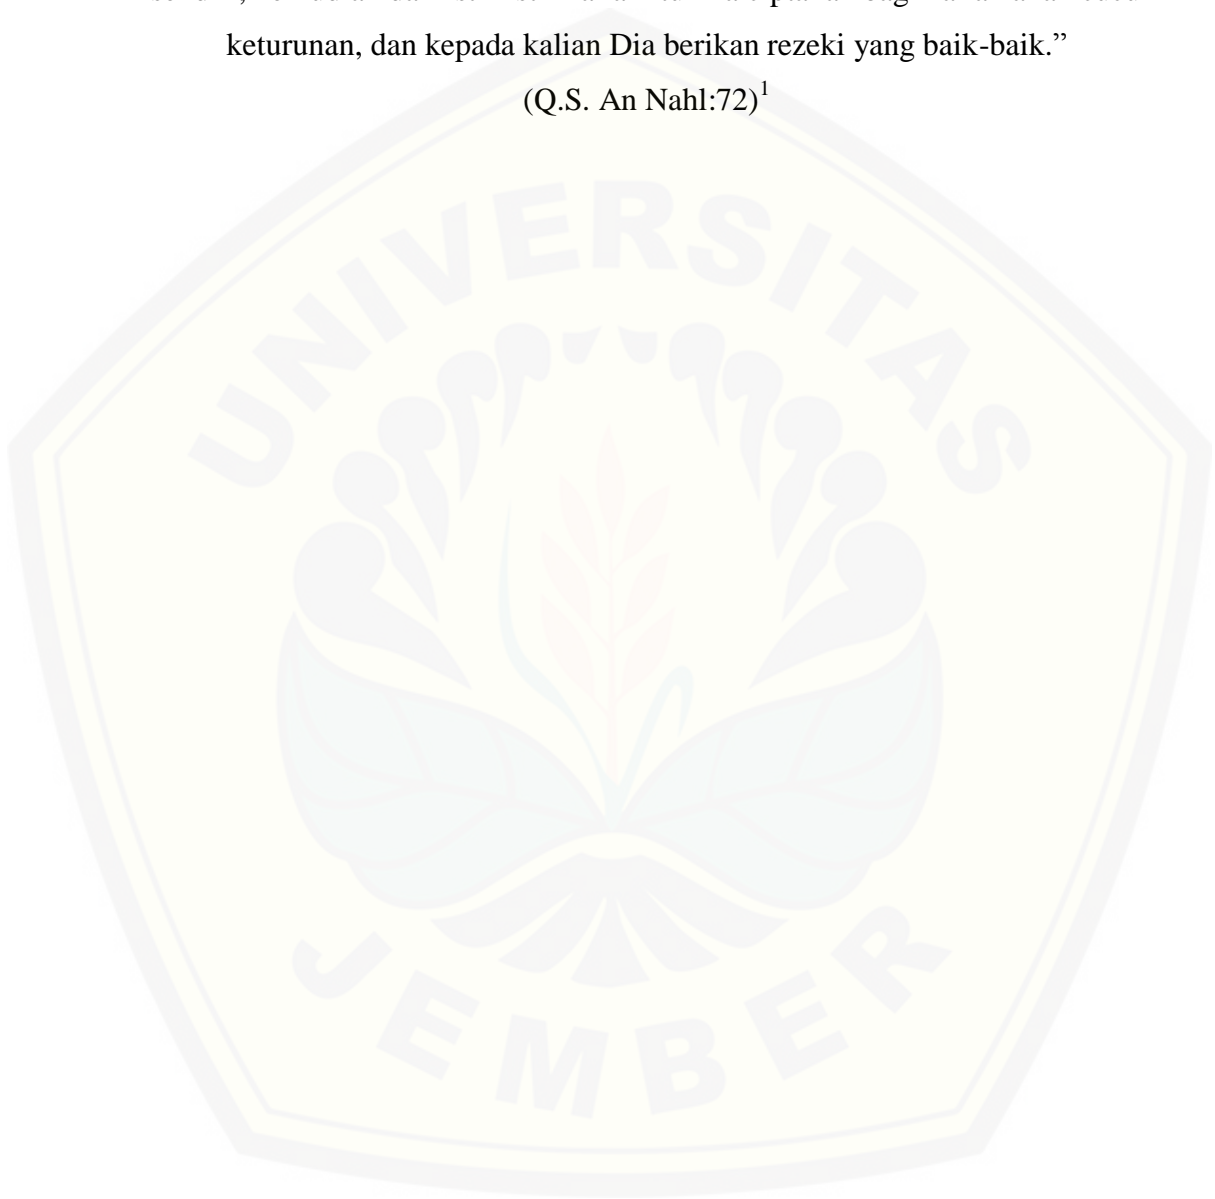 keturunan, dan kepada kalian Dia berikan rezeki yang baik-baik.”
(Q.S. An Nahl:72)1
UNIVERSITAS
JEMBER